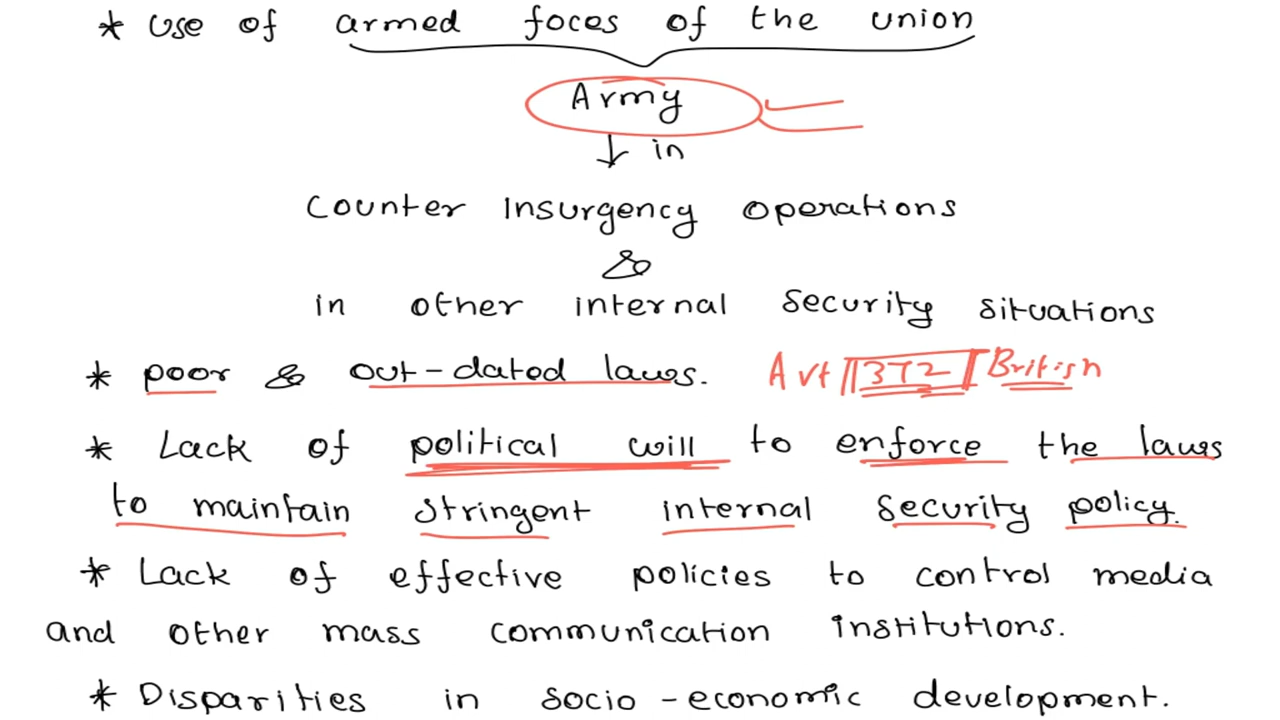 * Use of armed foces of the union
Army
↓ in
Counter Insurgency operations
&
in other internal security situations
* poor & out-dated laws. Art 372 British
* Lack of political will to enforce the laws
to maintain stringent internal security policy.
* Lack of effective policies to control media
and other mass communication institutions.
* Disparities in socio-economic development.